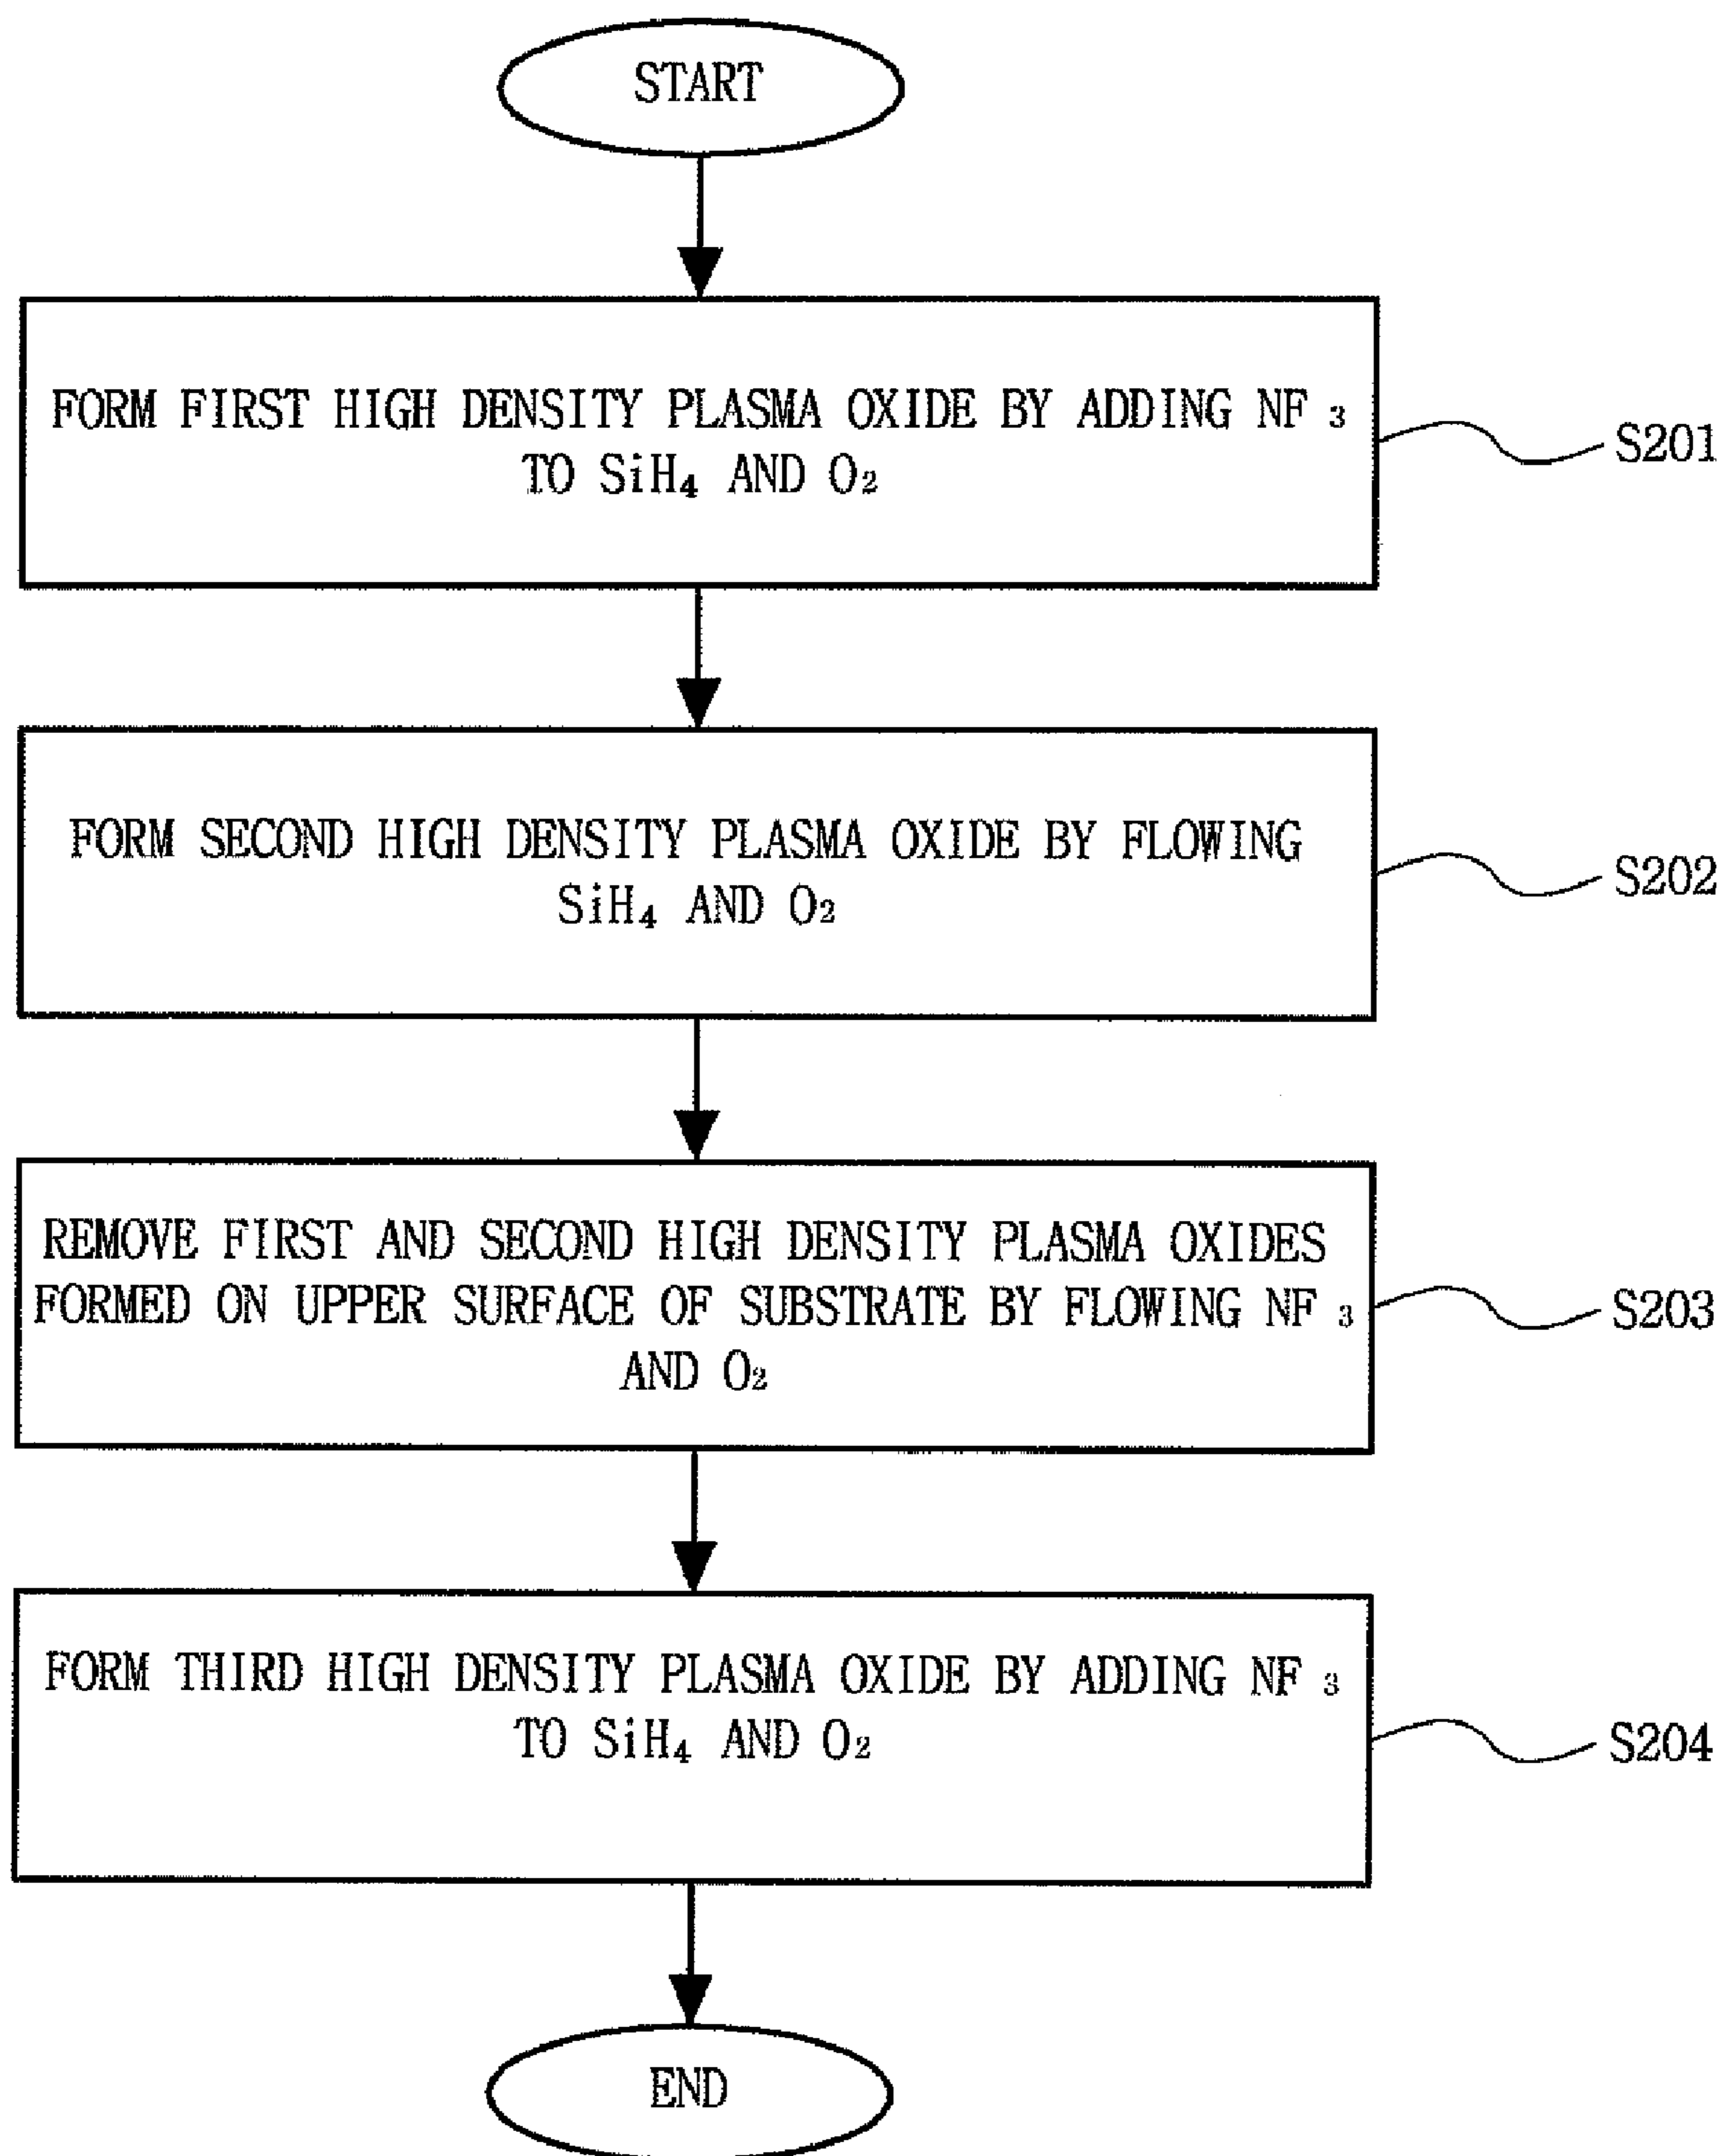 START
FORM FIRST HIGH DENSITY PLASMA OXIDE BY ADDING NF₃
TO SiH₄ AND O₂
S201
FORM SECOND HIGH DENSITY PLASMA OXIDE BY FLOWING
SiH₄ AND O₂
S202
REMOVE FIRST AND SECOND HIGH DENSITY PLASMA OXIDES
FORMED ON UPPER SURFACE OF SUBSTRATE BY FLOWING NF₃
AND O₂
S203
FORM THIRD HIGH DENSITY PLASMA OXIDE BY ADDING NF₃
TO SiH₄ AND O₂
S204
END